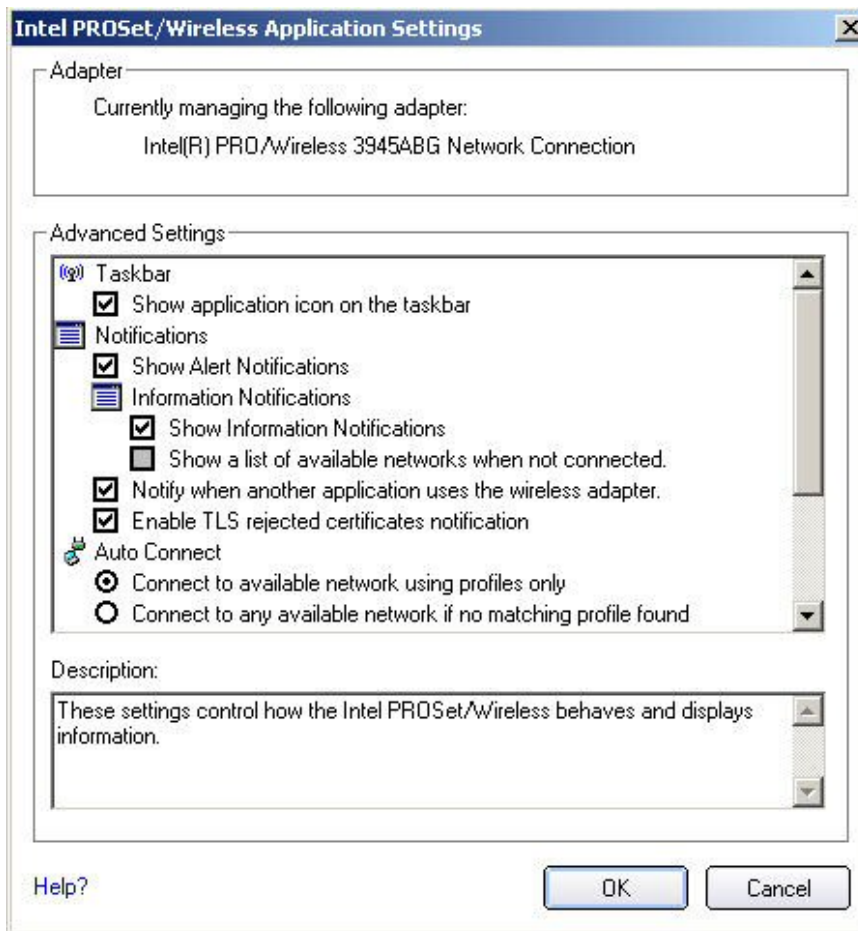 Intel PROSet/Wireless Application Settings
Adapter
Currently managing the following adapter:
Intel(R) PRO/Wireless 3945ABG Network Connection
Advanced Settings
Taskbar
Show application icon on the taskbar
Notifications
Show Alert Notifications
Information Notifications
Show Information Notifications
Show a list of available networks when not connected.
Notify when another application uses the wireless adapter.
Enable TLS rejected certificates notification
Auto Connect
Connect to available network using profiles only
Connect to any available network if no matching profile found
Description:
These settings control how the Intel PROSet/Wireless behaves and displays
information.
Help?
OK
Cancel